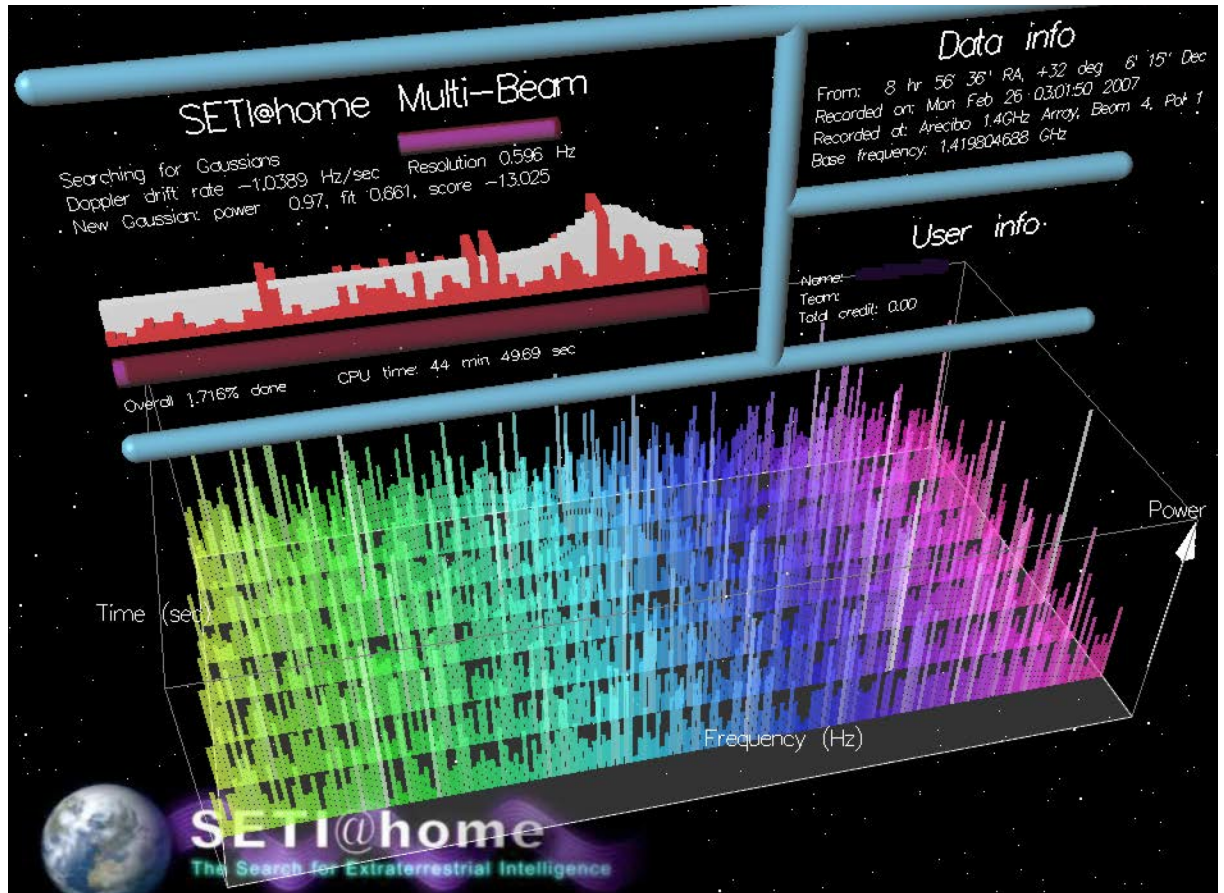 SETI@home Multi-Beam
Searching for Gaussians
Doppler drift rate -1.0389 Hz/sec Resolution 0.596 Hz
New Gaussian: power 0.97, fit 0.661, score -13.025
Overall 1.716% done CPU time: 44 min 49.69 sec
Data info
From: 8 hr 56' 36" RA, +32 deg 6' 15" Dec
Recorded on: Mon Feb 26 03:01:50 2007
Recorded at: Arecibo 1.4GHz Array, Beam 4, Pol 1
Base frequency: 1.419804688 GHz
User info
Name:
Team:
Total credit: 0.00
Power
Time (sec)
Frequency (Hz)
SETI@home
The Search for Extraterrestrial Intelligence